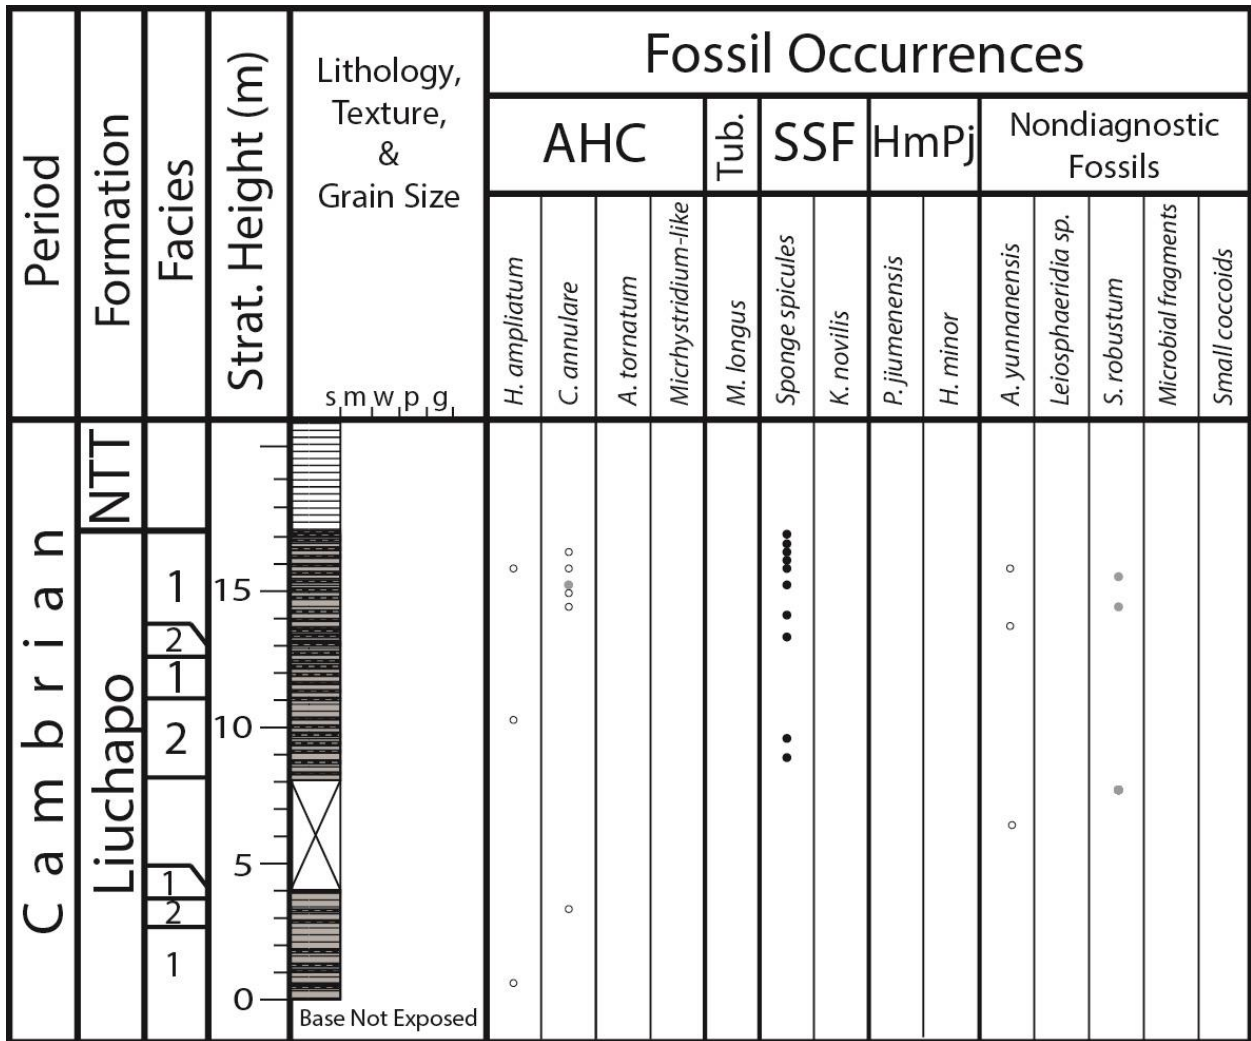 Period
Formation
Facies
Strat. Height (m)
Lithology,
Texture,
&
Grain Size
s m w p g
Fossil Occurrences
AHC
Tub.
SSF
HmPj
Nondiagnostic
Fossils
H. ampliatum
C. annulare
A. tornatum
Micrhystridium-like
M. longus
Sponge spicules
K. novilis
P. jiumenensis
H. minor
A. yunnanensis
Leiosphaeridia sp.
S. robustum
Microbial fragments
Small coccoids
Cambrian
NTT
Liuchapo
1
2
1
2
1
2
1
15
10
5
0
Base Not Exposed